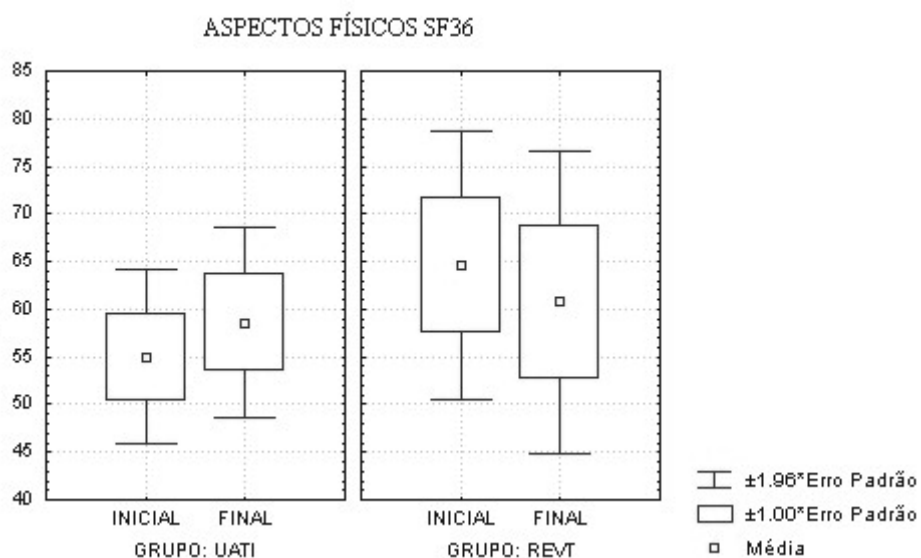 ASPECTOS FÍSICOS SF36
85
80
75
70
65
60
55
50
45
40
INICIAL FINAL
GRUPO: UATI
INICIAL FINAL
GRUPO: REVT
±1.96*Erro Padrão
±1.00*Erro Padrão
Média